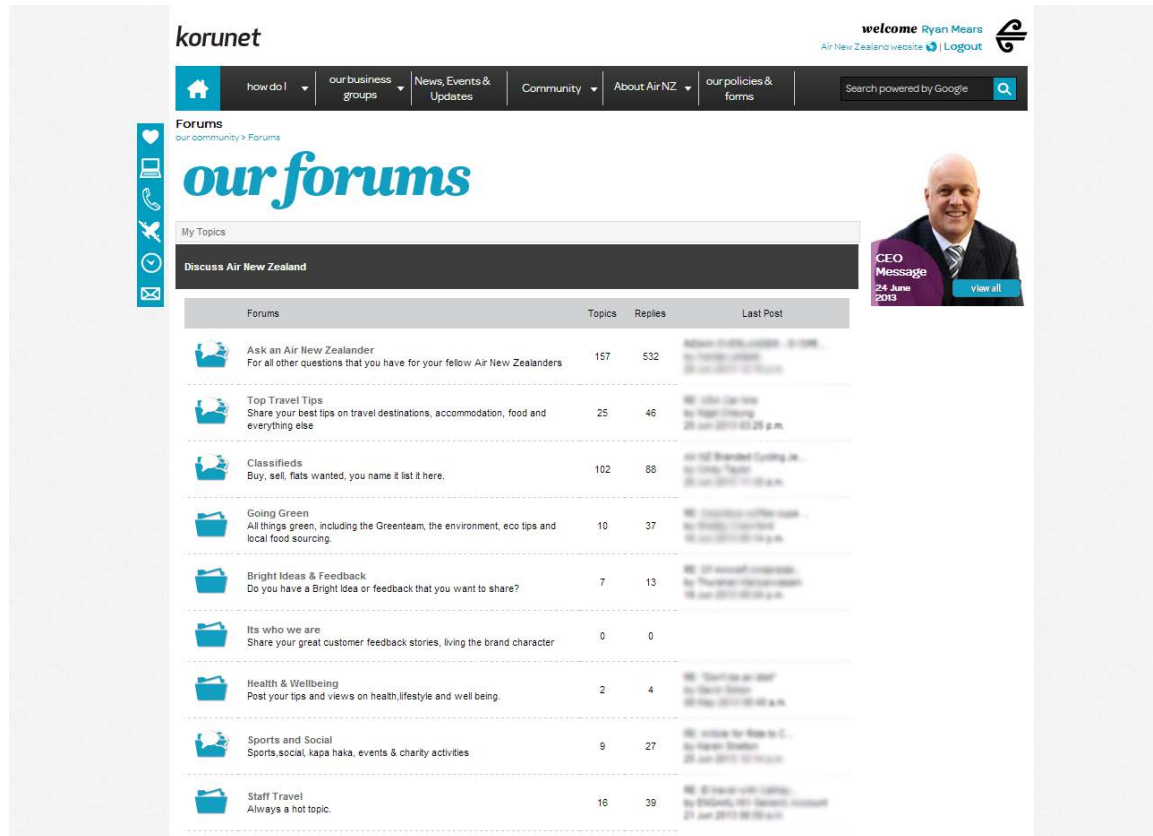 korunet
welcome Ryan Mears
Air New Zealand website | Logout
how do I
our business groups
News, Events & Updates
Community
About Air NZ
our policies & forms
Search powered by Google
Forums
our community > Forums
our forums
My Topics
Discuss Air New Zealand
CEO
Message
24 June
2013
view all
Forums Topics Replies Last Post
Ask an Air New Zealander
For all other questions that you have for your fellow Air New Zealanders 157 532
Top Travel Tips
Share your best tips on travel destinations, accommodation, food and
everything else 25 46
03:25 p.m.
Classifieds
Buy, sell, flats wanted, you name it list it here. 102 88
Going Green
All things green, including the Greenteam, the environment, eco tips and
local food sourcing. 10 37
Bright Ideas & Feedback
Do you have a Bright Idea or feedback that you want to share? 7 13
Its who we are
Share your great customer feedback stories, living the brand character 0 0
Health & Wellbeing
Post your tips and views on health,lifestyle and well being. 2 4
Sports and Social
Sports,social, kapa haka, events & charity activities 9 27
Staff Travel
Always a hot topic. 16 39